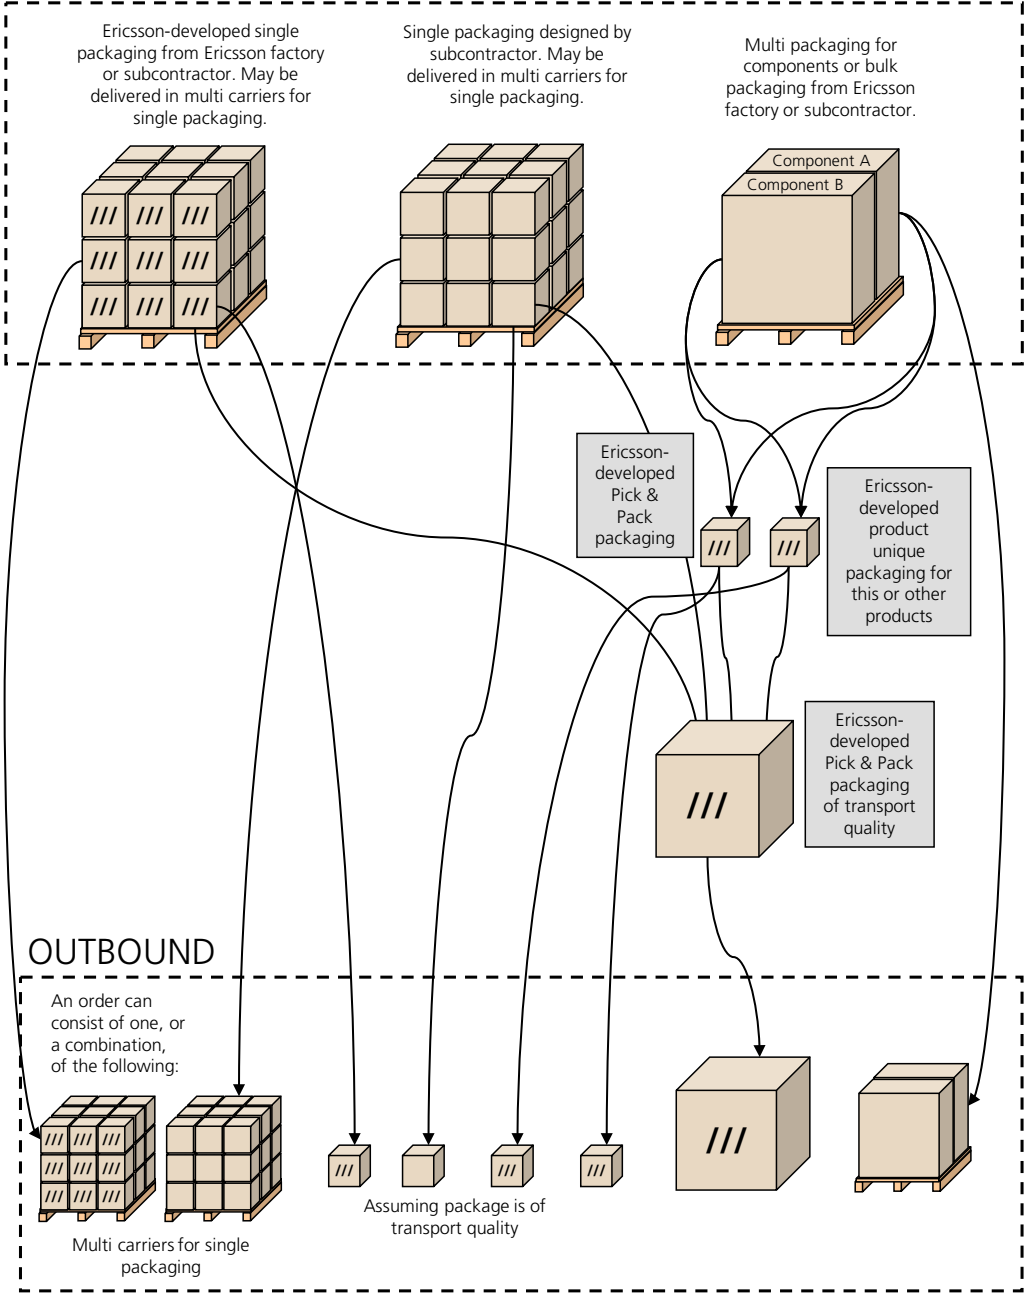 Ericsson-developed single
packaging from Ericsson factory
or subcontractor. May be
delivered in multi carriers for
single packaging.
Single packaging designed by
subcontractor. May be
delivered in multi carriers for
single packaging.
Multi packaging for
components or bulk
packaging from Ericsson
factory or subcontractor.
Component A
Component B
Ericsson-
developed
Pick &
Pack
packaging
Ericsson-
developed
product
unique
packaging for
this or other
products
Ericsson-
developed
Pick & Pack
packaging
of transport
quality
OUTBOUND
An order can
consist of one, or
a combination,
of the following:
Assuming package is of
transport quality
Multi carriers for single
packaging